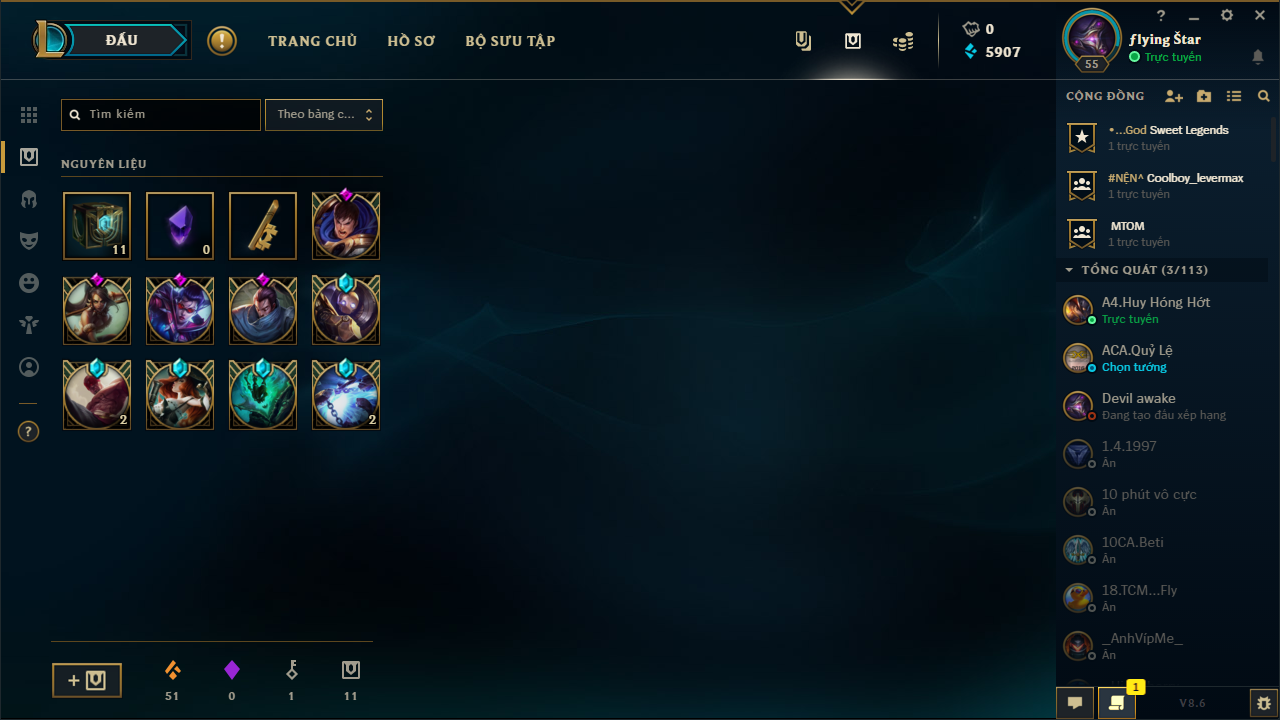 ĐẤU
!
TRANG CHỦ
HỒ SƠ
BỘ SƯU TẬP
0
5907
?
55
ƒlying Štar
Trực tuyến
Tìm kiếm
Theo bảng c...
NGUYÊN LIỆU
11
0
2
2
?
51
0
1
11
CỘNG ĐỒNG
•...God Sweet Legends
1 trực tuyến
#NỆN^ Coolboy_levermax
1 trực tuyến
MTOM
1 trực tuyến
TỔNG QUÁT (3/113)
A4.Huy Hóng Hớt
Trực tuyến
ACA.Quỷ Lệ
Chọn tướng
Devil awake
Đang tạo đấu xếp hạng
1.4.1997
Ẩn
10 phút vô cực
Ẩn
10CA.Beti
Ẩn
18.TCM...Fly
Ẩn
_AnhVípMe_
Ẩn
1
V8.6